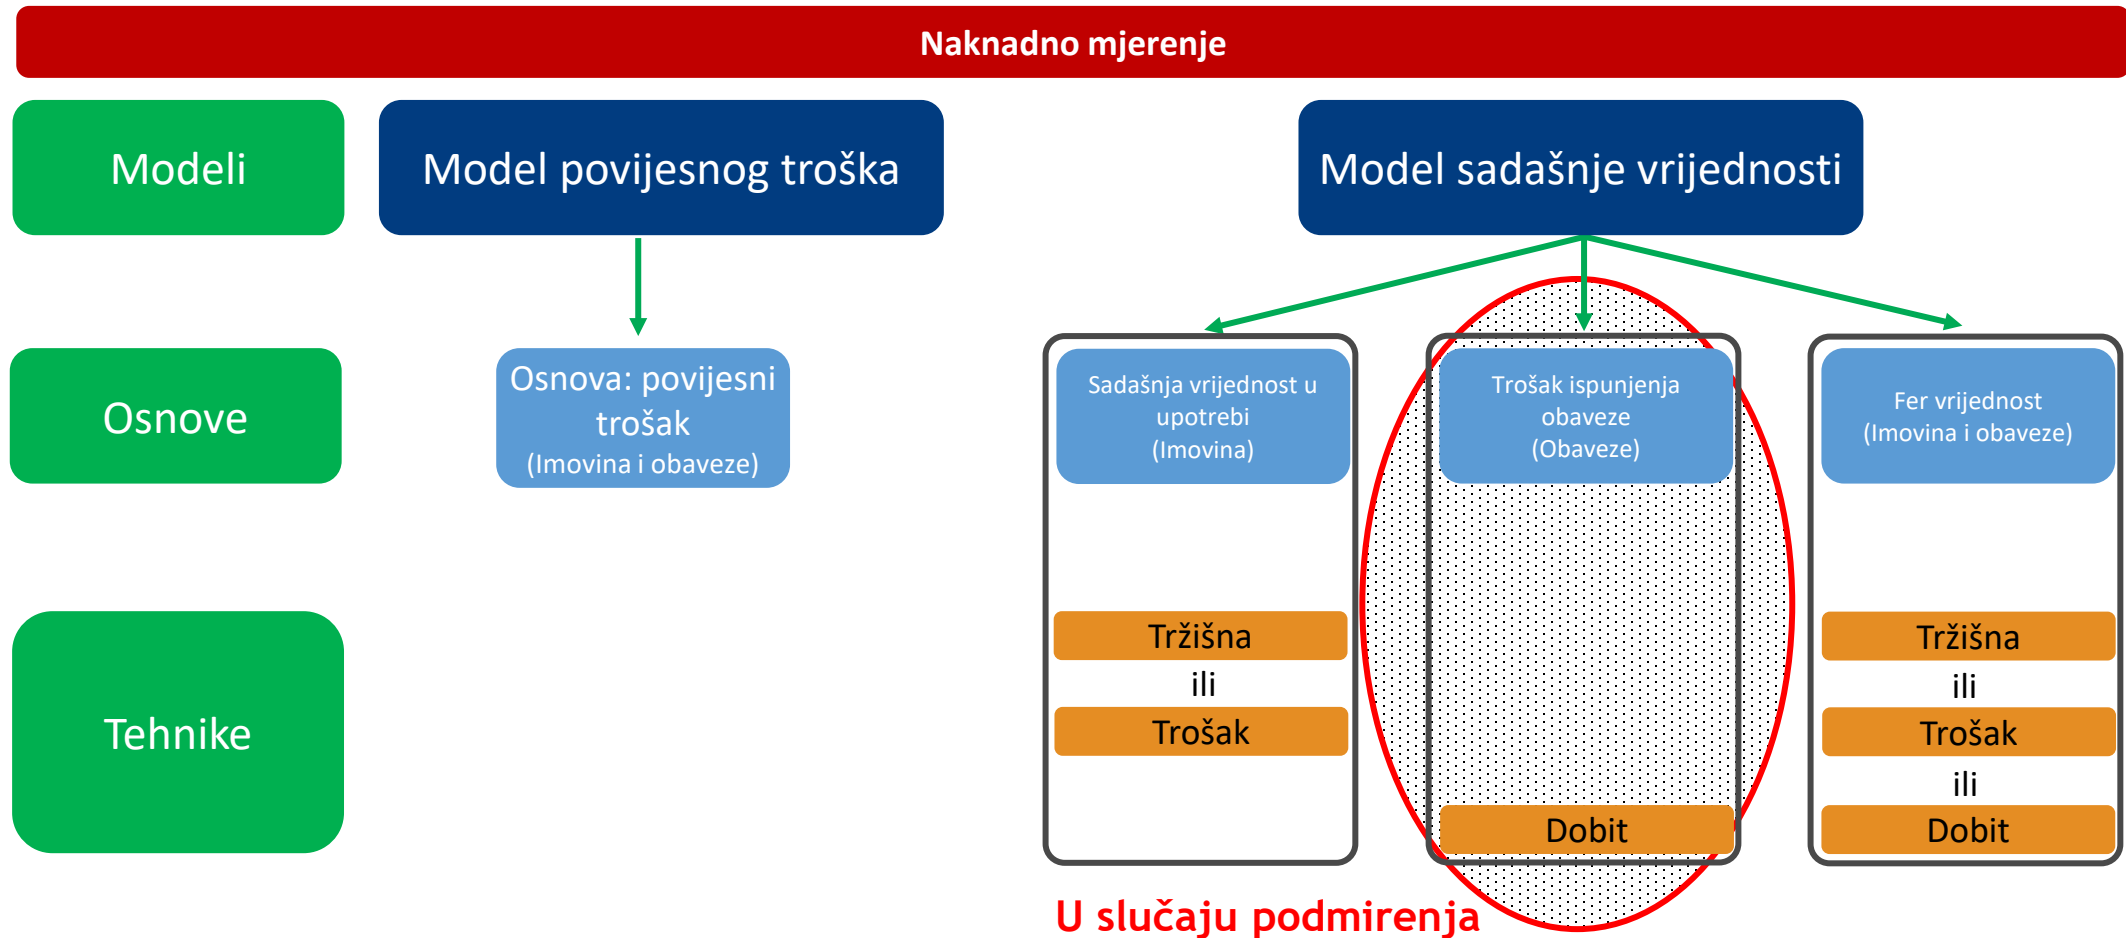 Naknadno mjerenje
Modeli
Model povijesnog troška
Model sadašnje vrijednosti
Osnove
Osnova: povijesni
trošak
(Imovina i obaveze)
Sadašnja vrijednost u
upotrebi
(Imovina)
Trošak ispunjenja
obaveze
(Obaveze)
Fer vrijednost
(Imovina i obaveze)
Tehnike
Tržišna
ili
Trošak
Dobit
Tržišna
ili
Trošak
ili
Dobit
U slučaju podmirenja